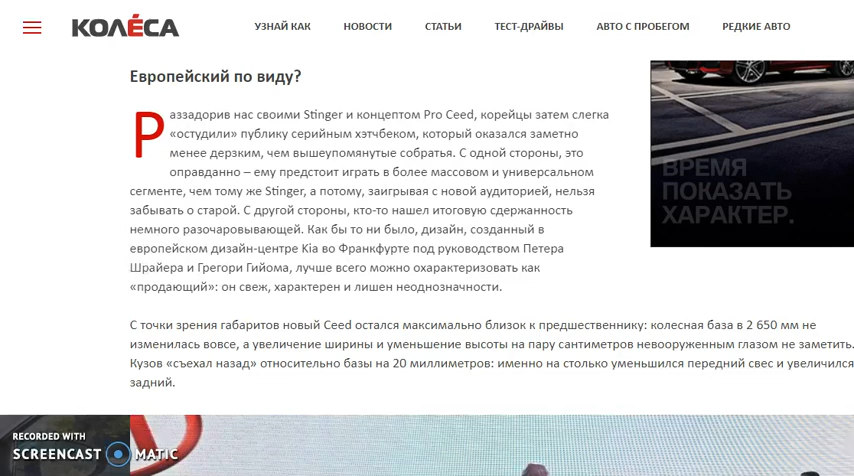 КОЛЁСА
УЗНАЙ КАК НОВОСТИ СТАТЬИ ТЕСТ-ДРАЙВЫ АВТО С ПРОБЕГОМ РЕДКИЕ АВТО
Европейский по виду?
Раззадорив нас своими Stinger и концептом Pro Ceed, корейцы затем слегка
«остудили» публику серийным хэтчбеком, который оказался заметно
менее дерзким, чем вышеупомянутые собратья. С одной стороны, это
оправданно – ему предстоит играть в более массовом и универсальном
сегменте, чем тому же Stinger, а потому, заигрывая с новой аудиторией, нельзя
забывать о старой. С другой стороны, кто-то нашел итоговую сдержанность
немного разочаровывающей. Как бы то ни было, дизайн, созданный в
европейском дизайн-центре Kia во Франкфурте под руководством Петера
Шрайера и Грегори Гийома, лучше всего можно охарактеризовать как
«продающий»: он свеж, характерен и лишен неоднозначности.
ВРЕМЯ
ПОКАЗАТЬ
ХАРАКТЕР.
С точки зрения габаритов новый Ceed остался максимально близок к предшественнику: колесная база в 2 650 мм не
изменилась вовсе, а увеличение ширины и уменьшение высоты на пару сантиметров невооруженным глазом не заметить.
Кузов «съехал назад» относительно базы на 20 миллиметров: именно на столько уменьшился передний свес и увеличился
задний.
RECORDED WITH
SCREENCAST MATIC